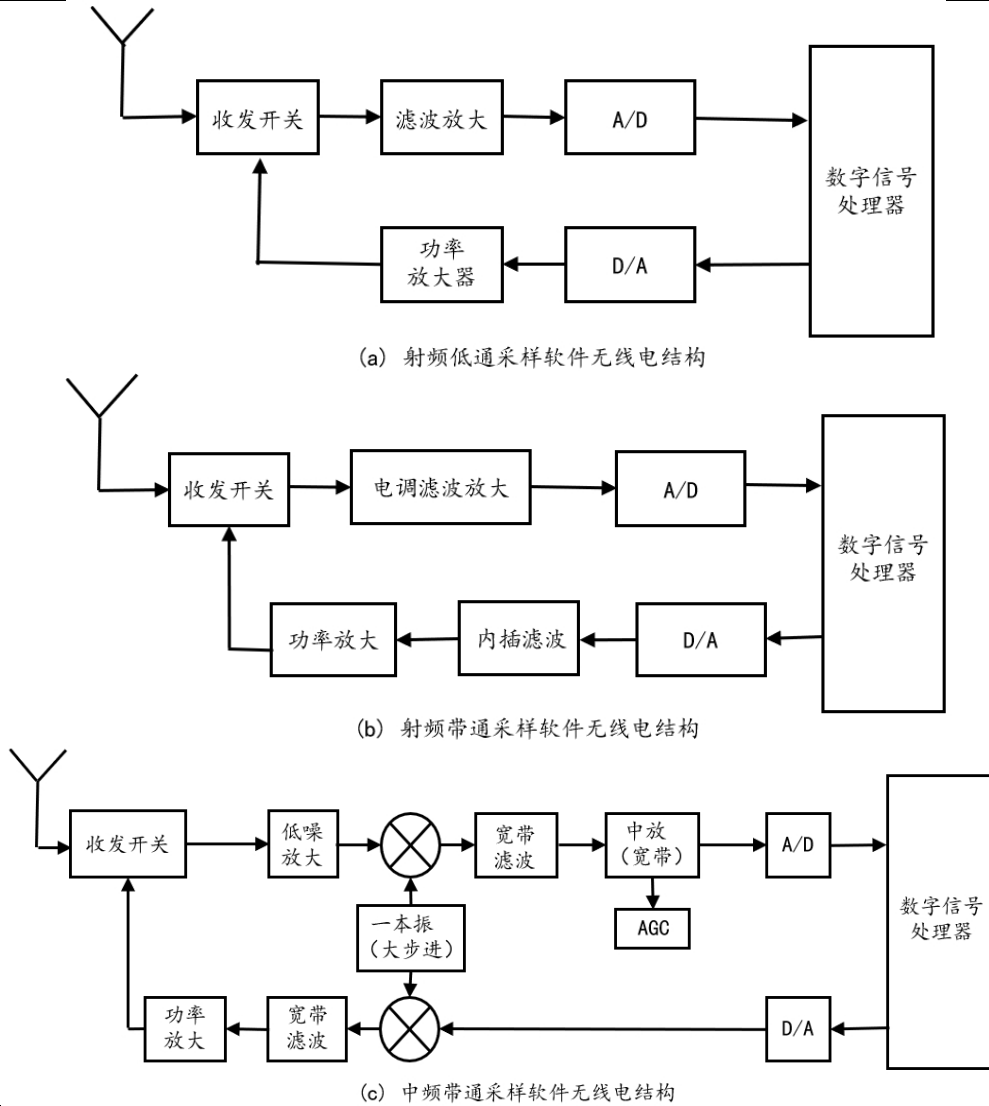 收发开关
滤波放大
A/D
数字信号
处理器
功率
放大器
D/A
(a) 射频低通采样软件无线电结构
收发开关
电调滤波放大
A/D
数字信号
处理器
功率放大
内插滤波
D/A
(b) 射频带通采样软件无线电结构
收发开关
低噪
放大
宽带
滤波
中放
(宽带)
A/D
AGC
一本振
(大步进)
数字信号
处理器
功率
放大
宽带
滤波
D/A
(c) 中频带通采样软件无线电结构